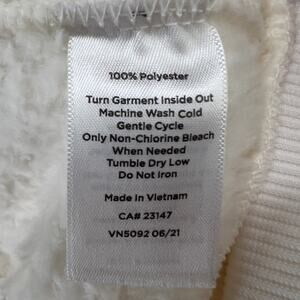 100% Polyester
Turn Garment Inside Out
Machine Wash Cold
Gentle Cycle
Only Non-Chlorine Bleach
When Needed
Tumble Dry Low
Do Not Iron
Made in Vietnam
CA# 23147
VN5092 06/21